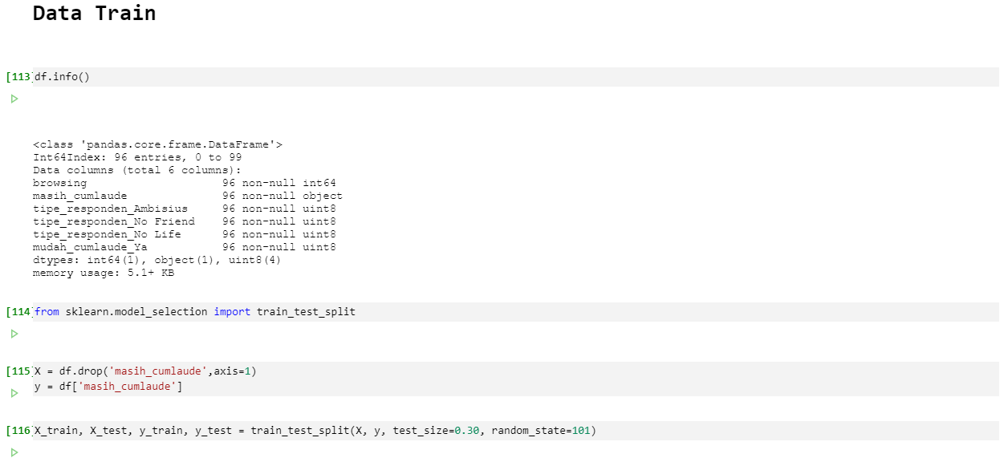 Data Train
[113] df.info()
<class 'pandas.core.frame.DataFrame'>
Int64Index: 96 entries, 0 to 99
Data columns (total 6 columns):
browsing                    96 non-null int64
masih_cumlaude              96 non-null object
tipe_responden_Ambisius     96 non-null uint8
tipe_responden_No Friend    96 non-null uint8
tipe_responden_No Life      96 non-null uint8
mudah_cumlaude_Ya           96 non-null uint8
dtypes: int64(1), object(1), uint8(4)
memory usage: 5.1+ KB
[114] from sklearn.model_selection import train_test_split
[115] X = df.drop('masih_cumlaude',axis=1)
y = df['masih_cumlaude']
[116] X_train, X_test, y_train, y_test = train_test_split(X, y, test_size=0.30, random_state=101)